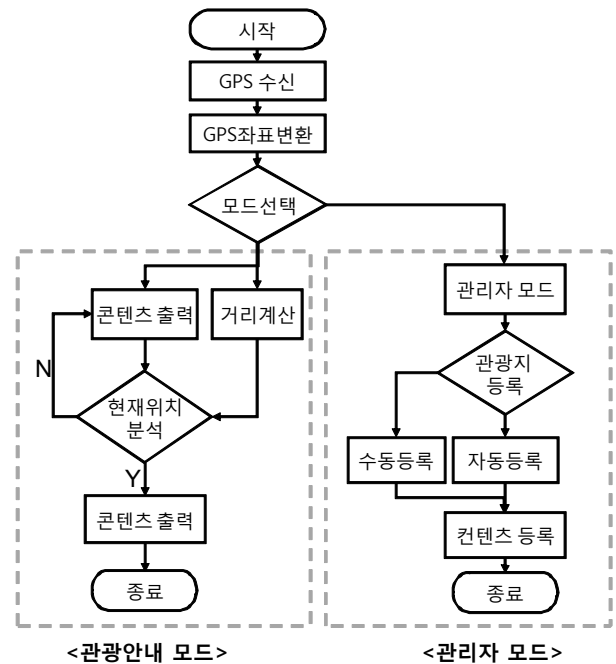 시작
GPS 수신
GPS좌표변환
모드선택
콘텐츠 출력
거리계산
N
현재위치
분석
Y
콘텐츠 출력
종료
관리자 모드
관광지
등록
수동등록
자동등록
컨텐츠 등록
종료
<관광안내 모드>
<관리자 모드>